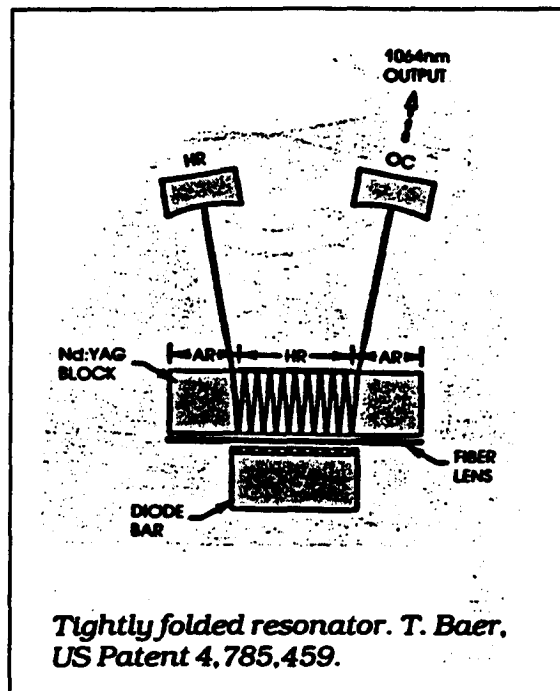 1064nm
OUTPUT
HR
OC
Nd:YAG
BLOCK
AR HR AR
FIBER
LENS
DIODE
BAR
Tightly folded resonator. T. Baer,
US Patent 4,785,459.